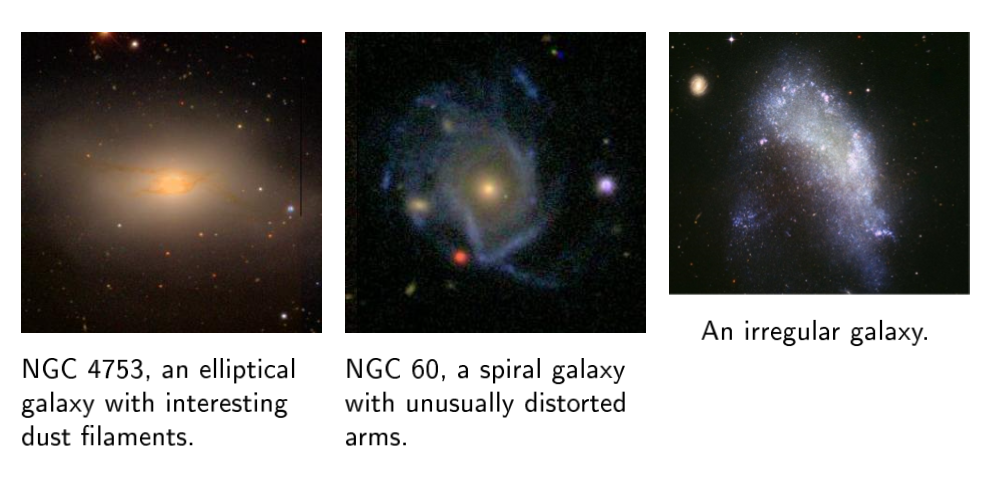 NGC 4753, an elliptical
galaxy with interesting
dust filaments.
NGC 60, a spiral galaxy
with unusually distorted
arms.
An irregular galaxy.